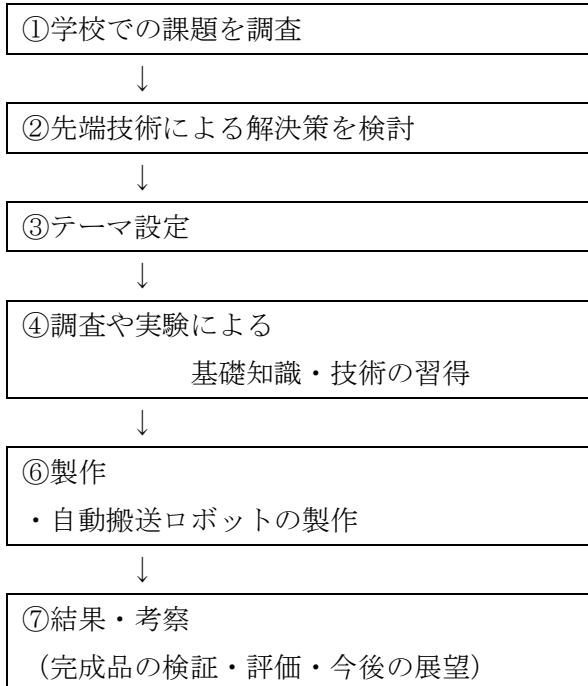 ①学校での課題を調査
↓
②先端技術による解決策を検討
↓
③テーマ設定
↓
④調査や実験による
基礎知識・技術の習得
↓
⑥製作
・自動搬送ロボットの製作
↓
⑦結果・考察
（完成品の検証・評価・今後の展望）